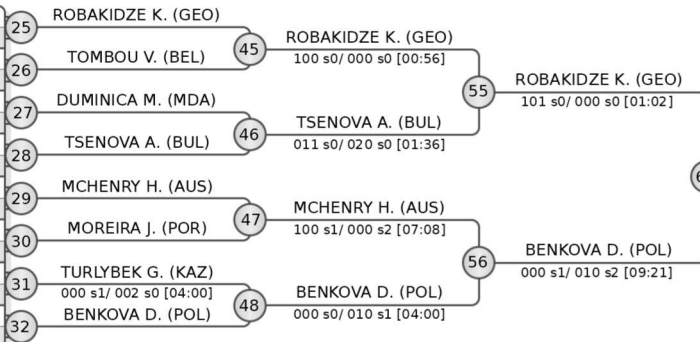 25
ROBAKIDZE K. (GEO)
26
TOMBOU V. (BEL)
45
ROBAKIDZE K. (GEO)
100 s0/ 000 s0 [00:56]
27
DUMINICA M. (MDA)
28
TSENOVA A. (BUL)
46
TSENOVA A. (BUL)
011 s0/ 020 s0 [01:36]
55
ROBAKIDZE K. (GEO)
101 s0/ 000 s0 [01:02]
29
MCHENRY H. (AUS)
30
MOREIRA J. (POR)
47
MCHENRY H. (AUS)
100 s1/ 000 s2 [07:08]
31
TURLYBEK G. (KAZ)
000 s1/ 002 s0 [04:00]
32
BENKOVA D. (POL)
48
BENKOVA D. (POL)
000 s0/ 010 s1 [04:00]
56
BENKOVA D. (POL)
000 s1/ 010 s2 [09:21]